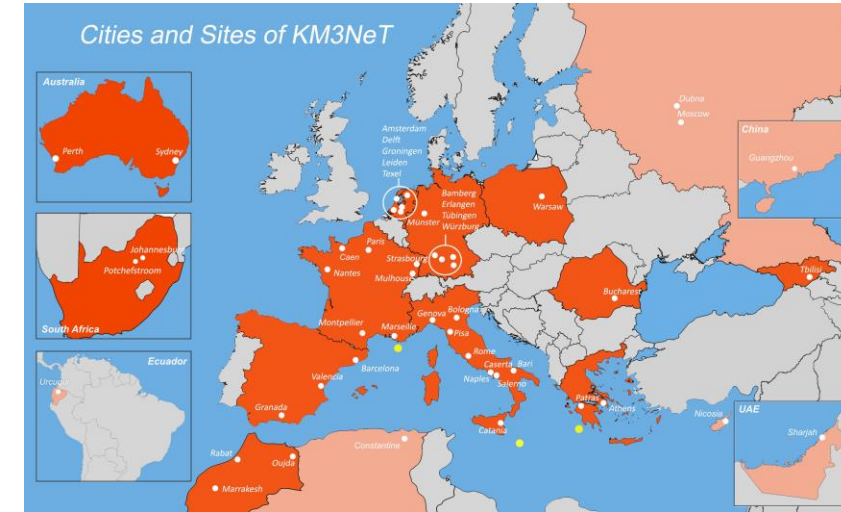 Cities and Sites of KM3NeT
Australia
Perth
Sydney
Johannesburg
Potchefstroom
South Africa
Ecuador
Urcuquí
Amsterdam
Delft
Groningen
Leiden
Texel
Bamberg
Erlangen
Tübingen
Würzburg
Münster
Warsaw
Dubna
Moscow
China
Guangzhou
Paris
Caen
Strasbourg
Nantes
Mulhouse
Bucharest
Tbilisi
Montpellier
Marseille
Genova
Bologna
Pisa
Rome
Barcelona
Valencia
Caserta
Bari
Naples
Salerno
Granada
Patras
Athens
Catania
Nicosia
UAE
Sharjah
Constantine
Rabat
Oujda
Marrakesh